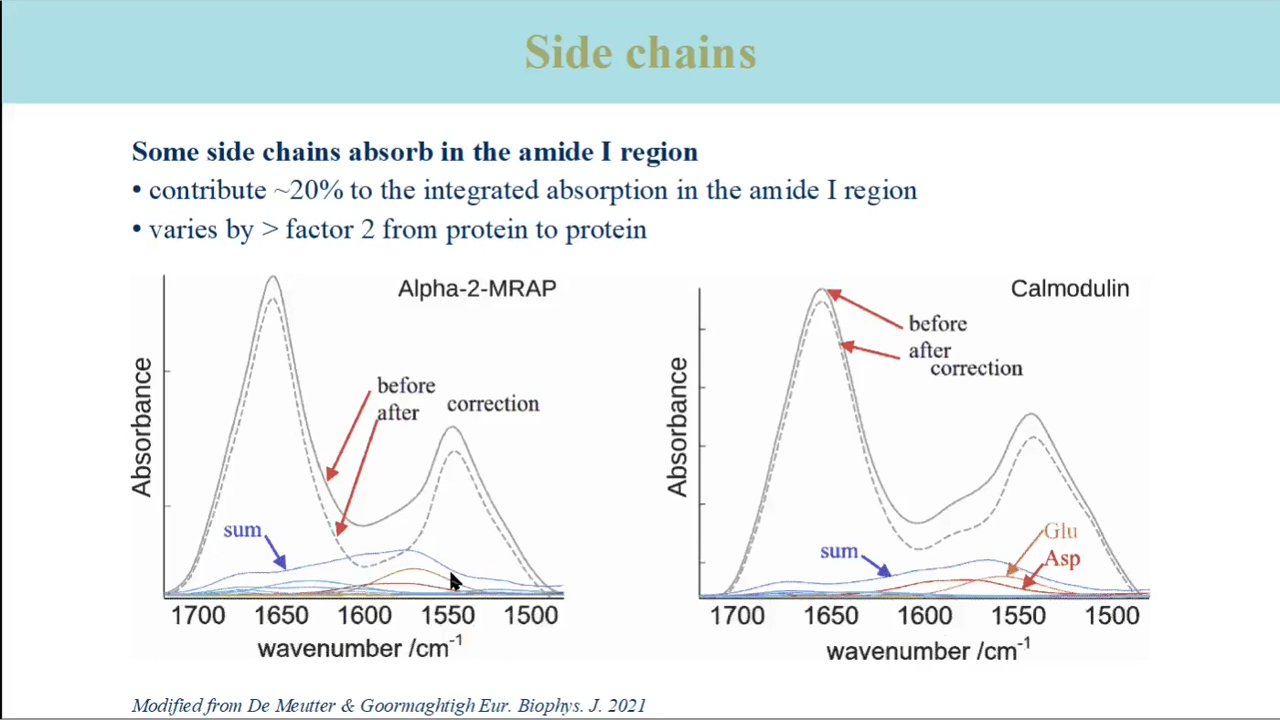 Side chains
Some side chains absorb in the amide I region
• contribute ~20% to the integrated absorption in the amide I region
• varies by > factor 2 from protein to protein
Alpha-2-MRAP
before
after
correction
sum
Absorbance
1700 1650 1600 1550 1500
wavenumber /cm⁻¹
Calmodulin
before
after
correction
sum
Glu
Asp
Absorbance
1700 1650 1600 1550 1500
wavenumber /cm⁻¹
Modified from De Meutter & Goormaghtigh Eur. Biophys. J. 2021